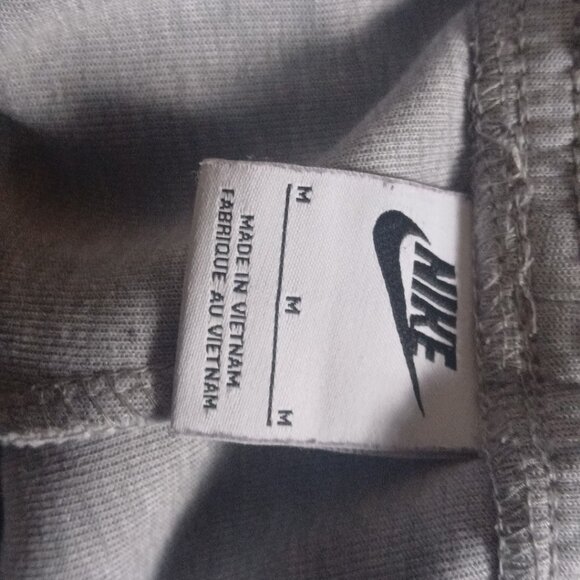 NIKE
M M M
MADE IN VIETNAM
FABRIQUE AU VIETNAM